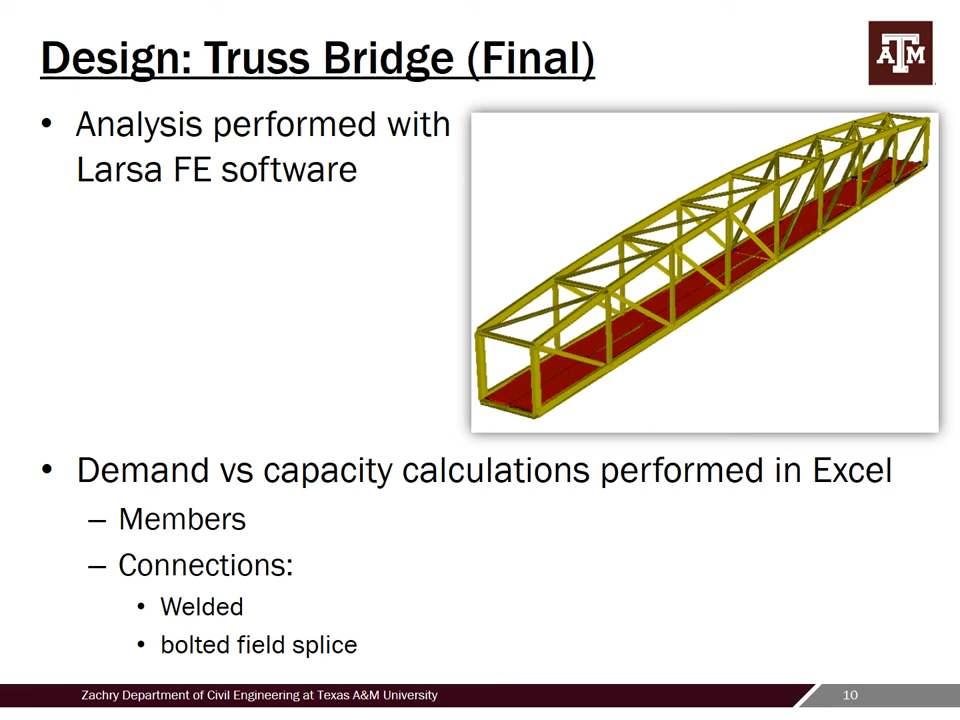 Design: Truss Bridge (Final)
ATM
• Analysis performed with
Larsa FE software
• Demand vs capacity calculations performed in Excel
– Members
– Connections:
• Welded
• bolted field splice
Zachry Department of Civil Engineering at Texas A&M University
10